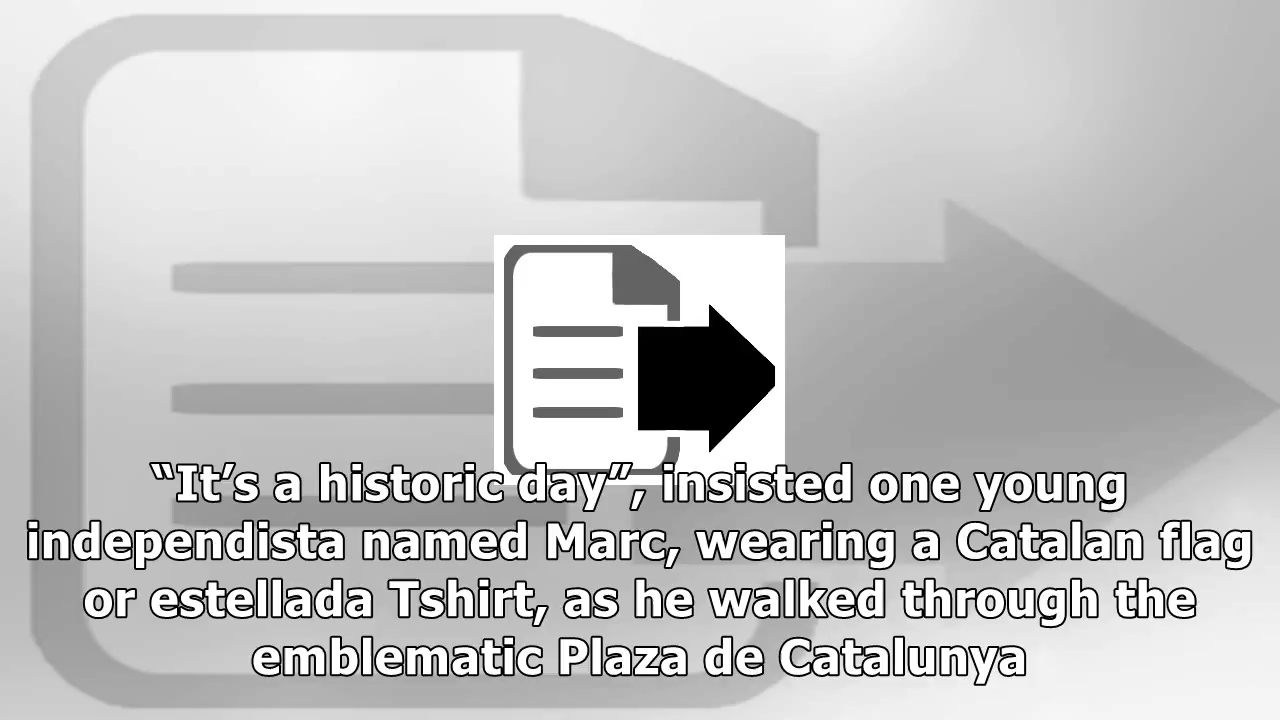 “It’s a historic day”, insisted one young
independista named Marc, wearing a Catalan flag
or estellada Tshirt, as he walked through the
emblematic Plaza de Catalunya